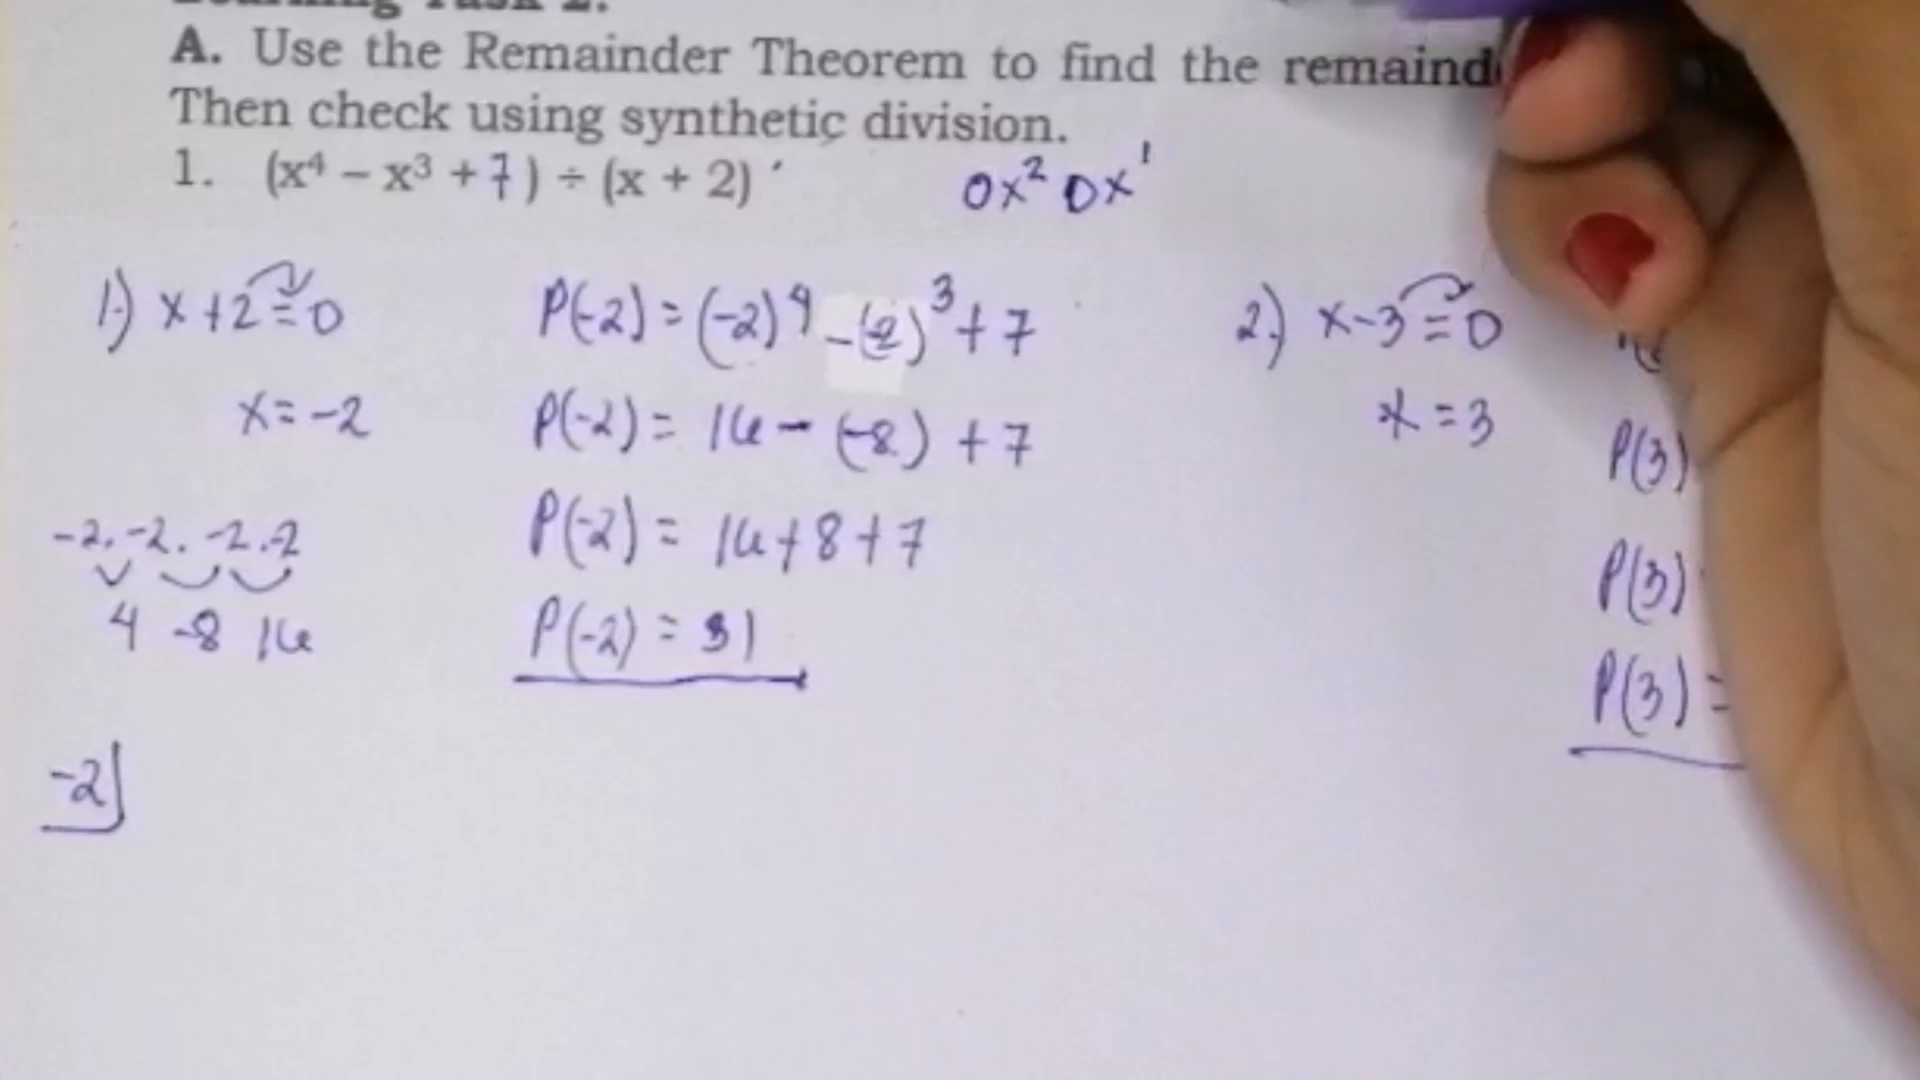 A. Use the Remainder Theorem to find the remaind
Then check using synthetic division.
1. (x⁴ – x³ + 7) ÷ (x + 2)
0x² 0x¹
1.) x+2=0
x=-2
-2.-2.-2.-2
4 -8 16
-2
P(-2) = (-2)⁴ -(2)³ + 7
P(-2) = 16 - (-8) + 7
P(-2) = 16+8+7
P(-2) = 31
2.) x-3=0
x=3
P(3)
P(3)
P(3) =